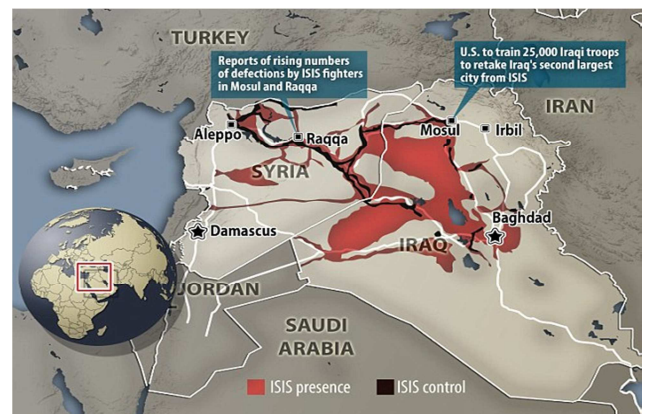 TURKEY
Reports of rising numbers
of defections by ISIS fighters
in Mosul and Raqqa
U.S. to train 25,000 Iraqi troops
to retake Iraq's second largest
city from ISIS
IRAN
Aleppo
Raqqa
Mosul
Irbil
SYRIA
Damascus
Baghdad
IRAQ
JORDAN
SAUDI
ARABIA
ISIS presence
ISIS control